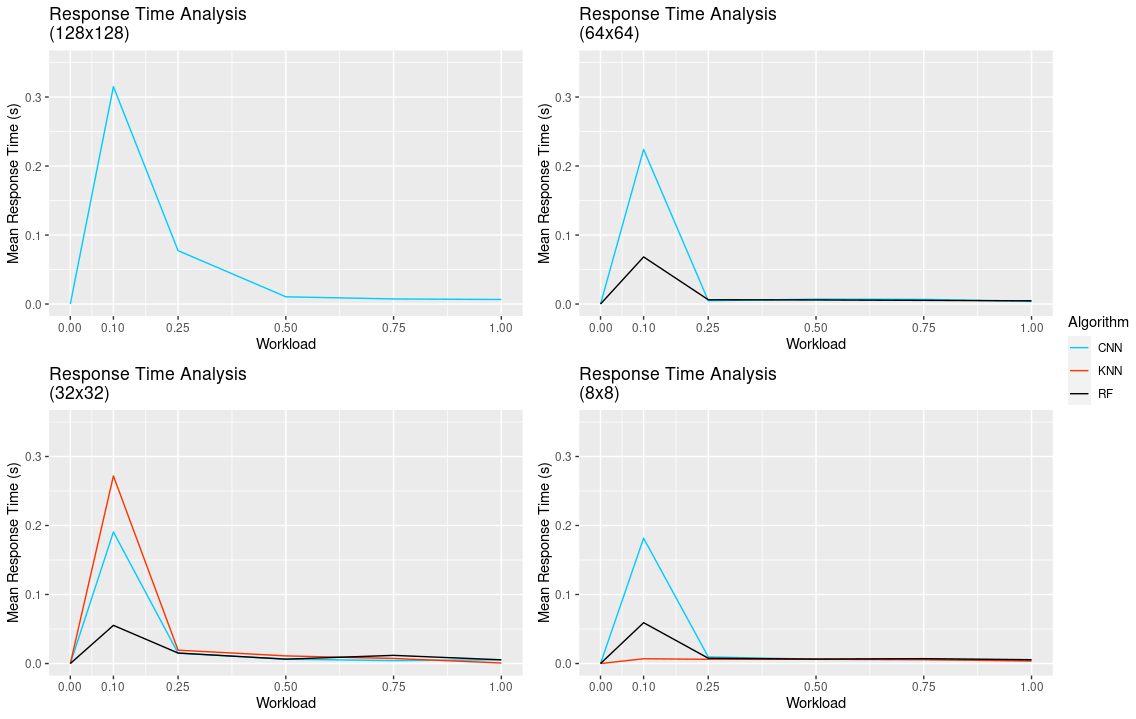 Response Time Analysis
(128x128)
Mean Response Time (s)
0.3
0.2
0.1
0.0
0.00 0.10 0.25 0.50 0.75 1.00
Workload
Response Time Analysis
(64x64)
Mean Response Time (s)
0.3
0.2
0.1
0.0
0.00 0.10 0.25 0.50 0.75 1.00
Workload
Response Time Analysis
(32x32)
Mean Response Time (s)
0.3
0.2
0.1
0.0
0.00 0.10 0.25 0.50 0.75 1.00
Workload
Response Time Analysis
(8x8)
Mean Response Time (s)
0.3
0.2
0.1
0.0
0.00 0.10 0.25 0.50 0.75 1.00
Workload
Algorithm
CNN
KNN
RF